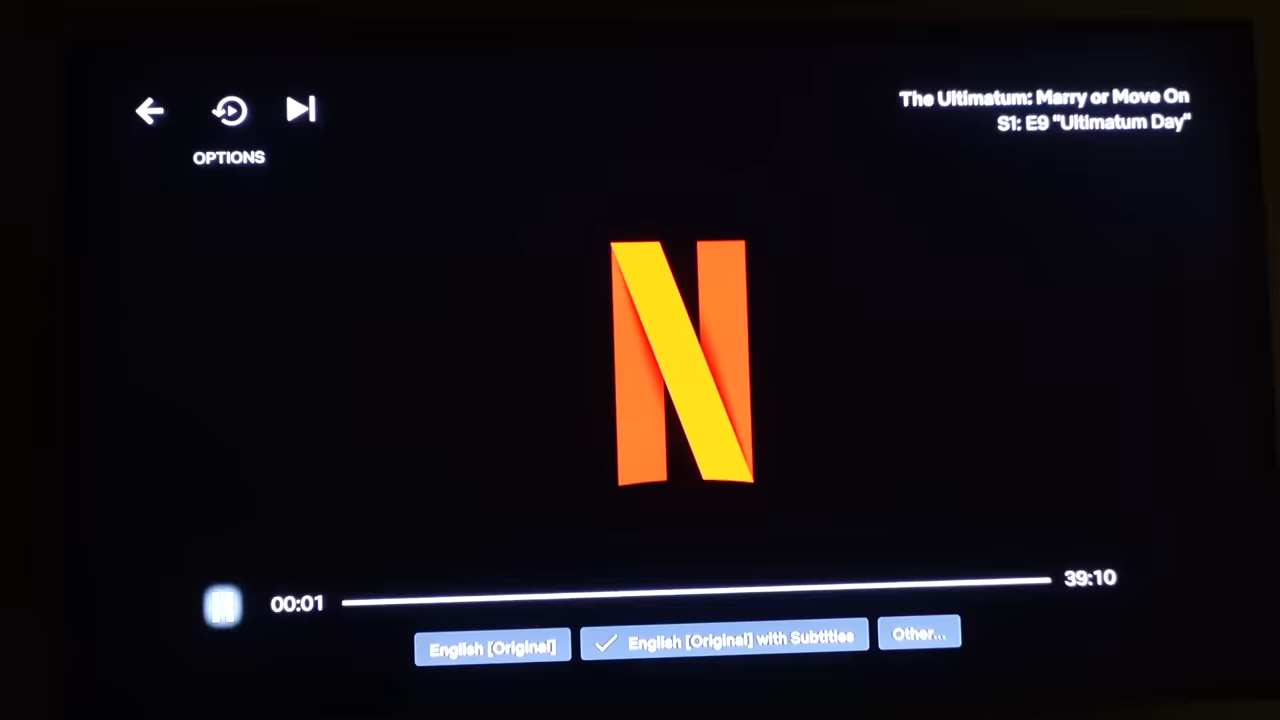 The Ultimatum: Marry or Move On
S1: E9 "Ultimatum Day"
OPTIONS
N
00:01
39:10
English [Original]
English [Original] with Subtitles
Other...